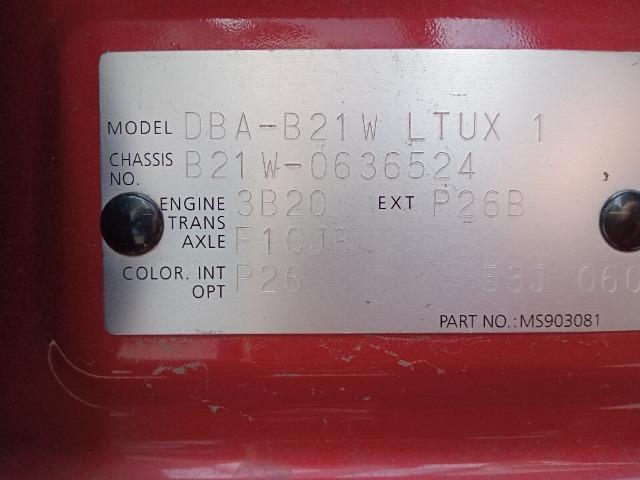 MODEL DBA-B21W LTUX 1
CHASSIS NO. B21W-0636524
ENGINE 3B20 EXT P26B
TRANS AXLE F1CJB
COLOR. INT OPT P26 53J 060
PART NO.:MS903081